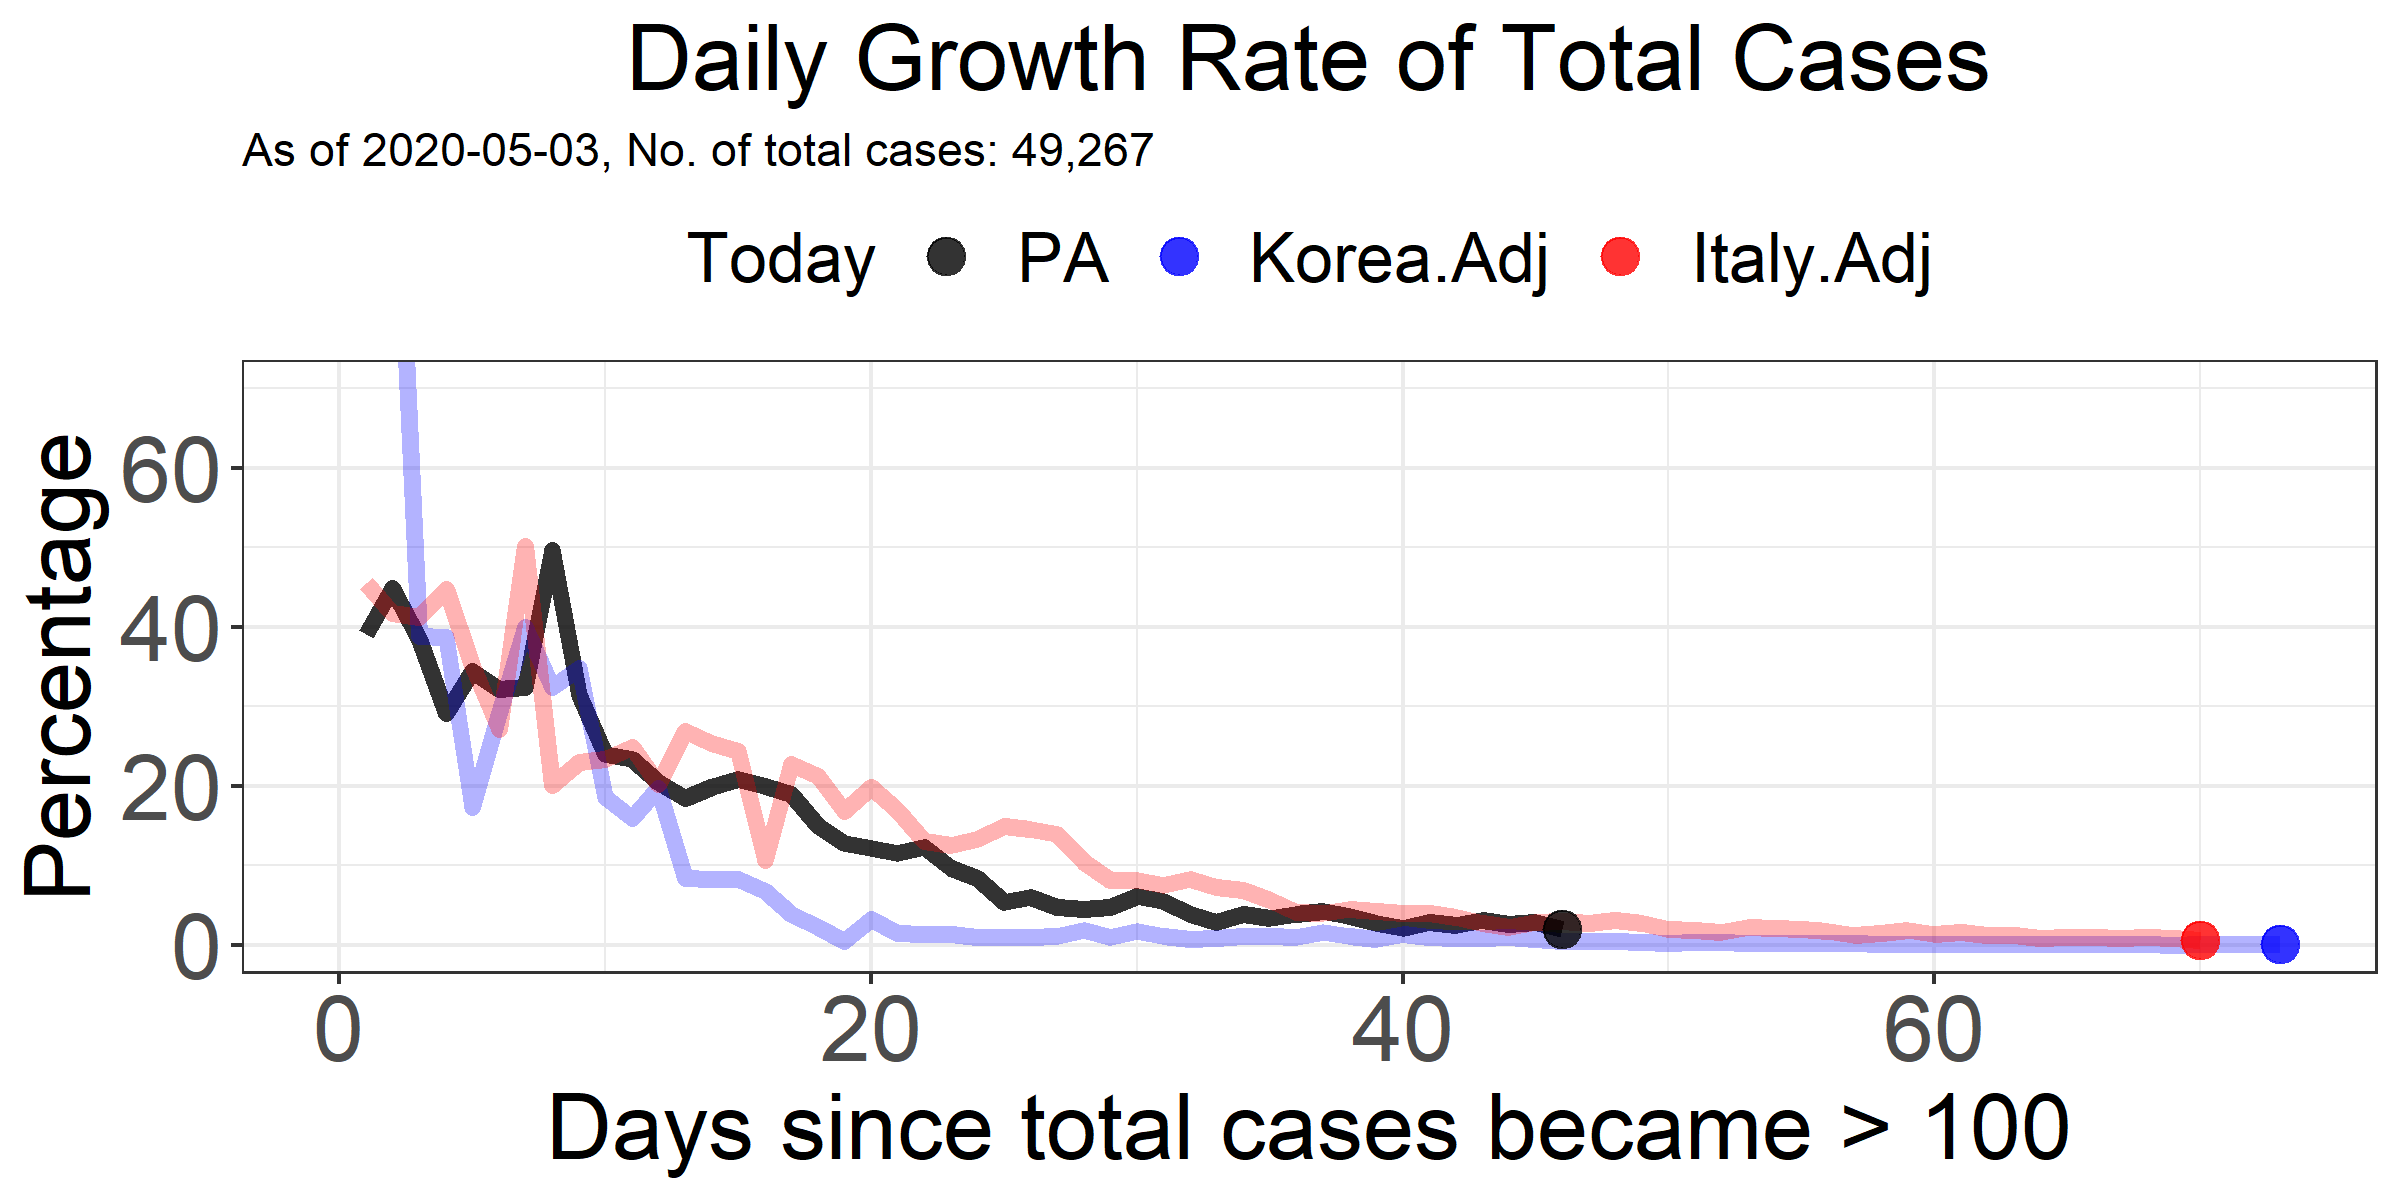 Daily Growth Rate of Total Cases
As of 2020-05-03, No. of total cases: 49,267
Today PA Korea.Adj Italy.Adj
Percentage
60
40
20
0
0 20 40 60
Days since total cases became > 100